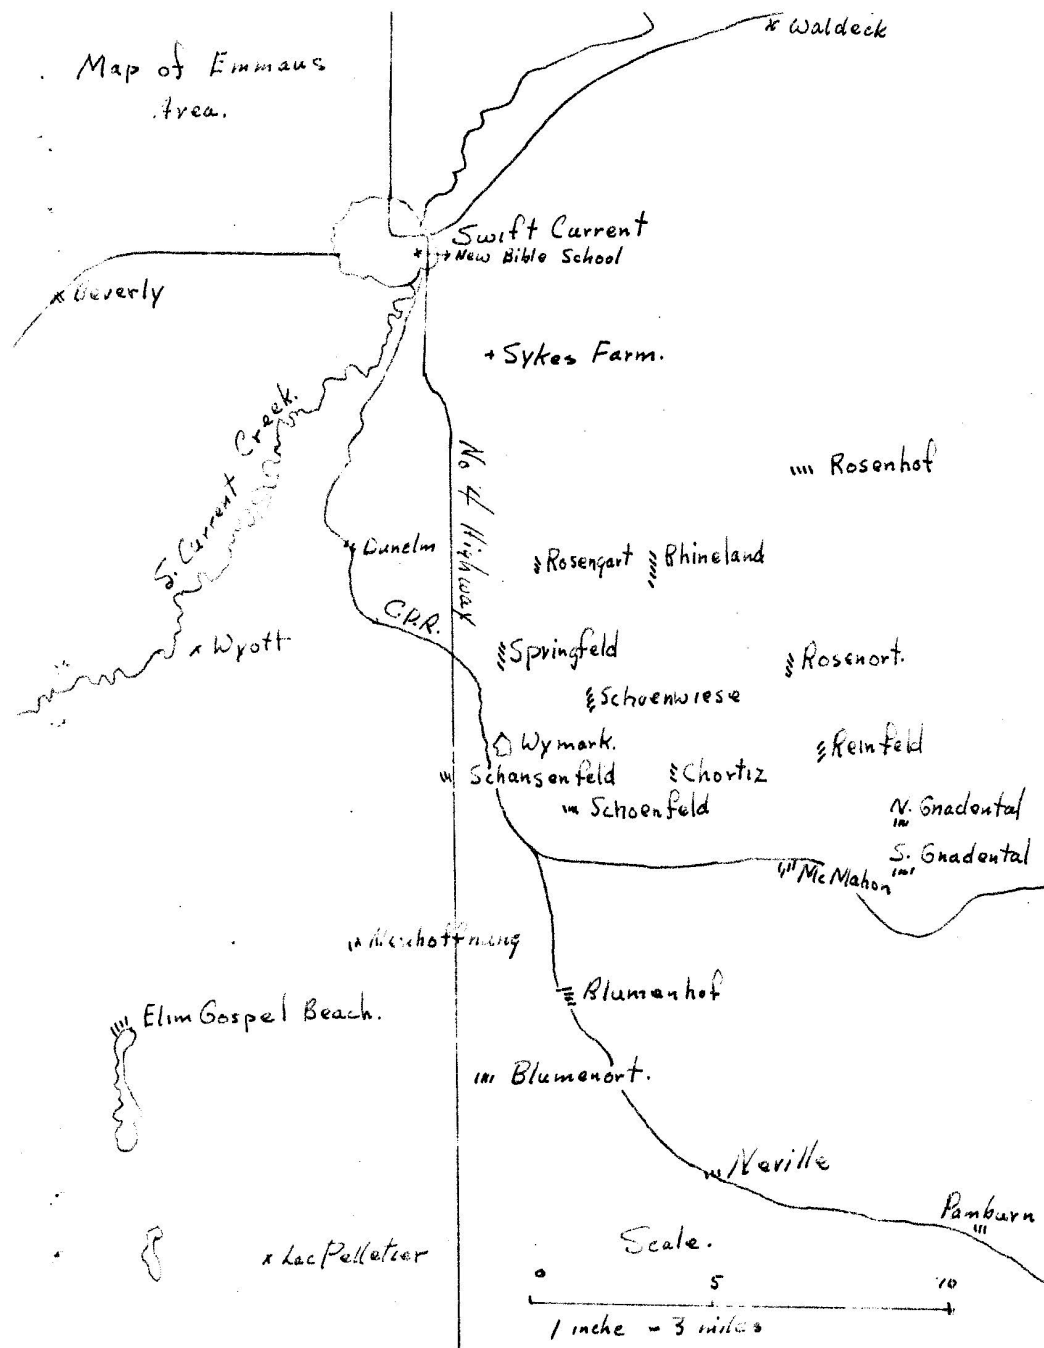 Waldeck
Map of Emmaus
Area.
Swift Current
New Bible School
Beverly
Sykes Farm.
S. Current Creek.
No 4 Highway
Rosenhof
Dunelm
Rosengart
Rhineland
C.P.R.
Wyott
Springfeld
Rosenort.
Schoenwiese
Wymark.
Reinfeld
Schansenfeld
Chortiz
Schoenfeld
N. Gnadental
S. Gnadental
McMahon
Neuhoffnung
Blumenhof
Elim Gospel Beach.
Blumenort.
Neville
Pamburn
Scale.
Lac Pelletier
0 5 10
1 inche - 3 miles